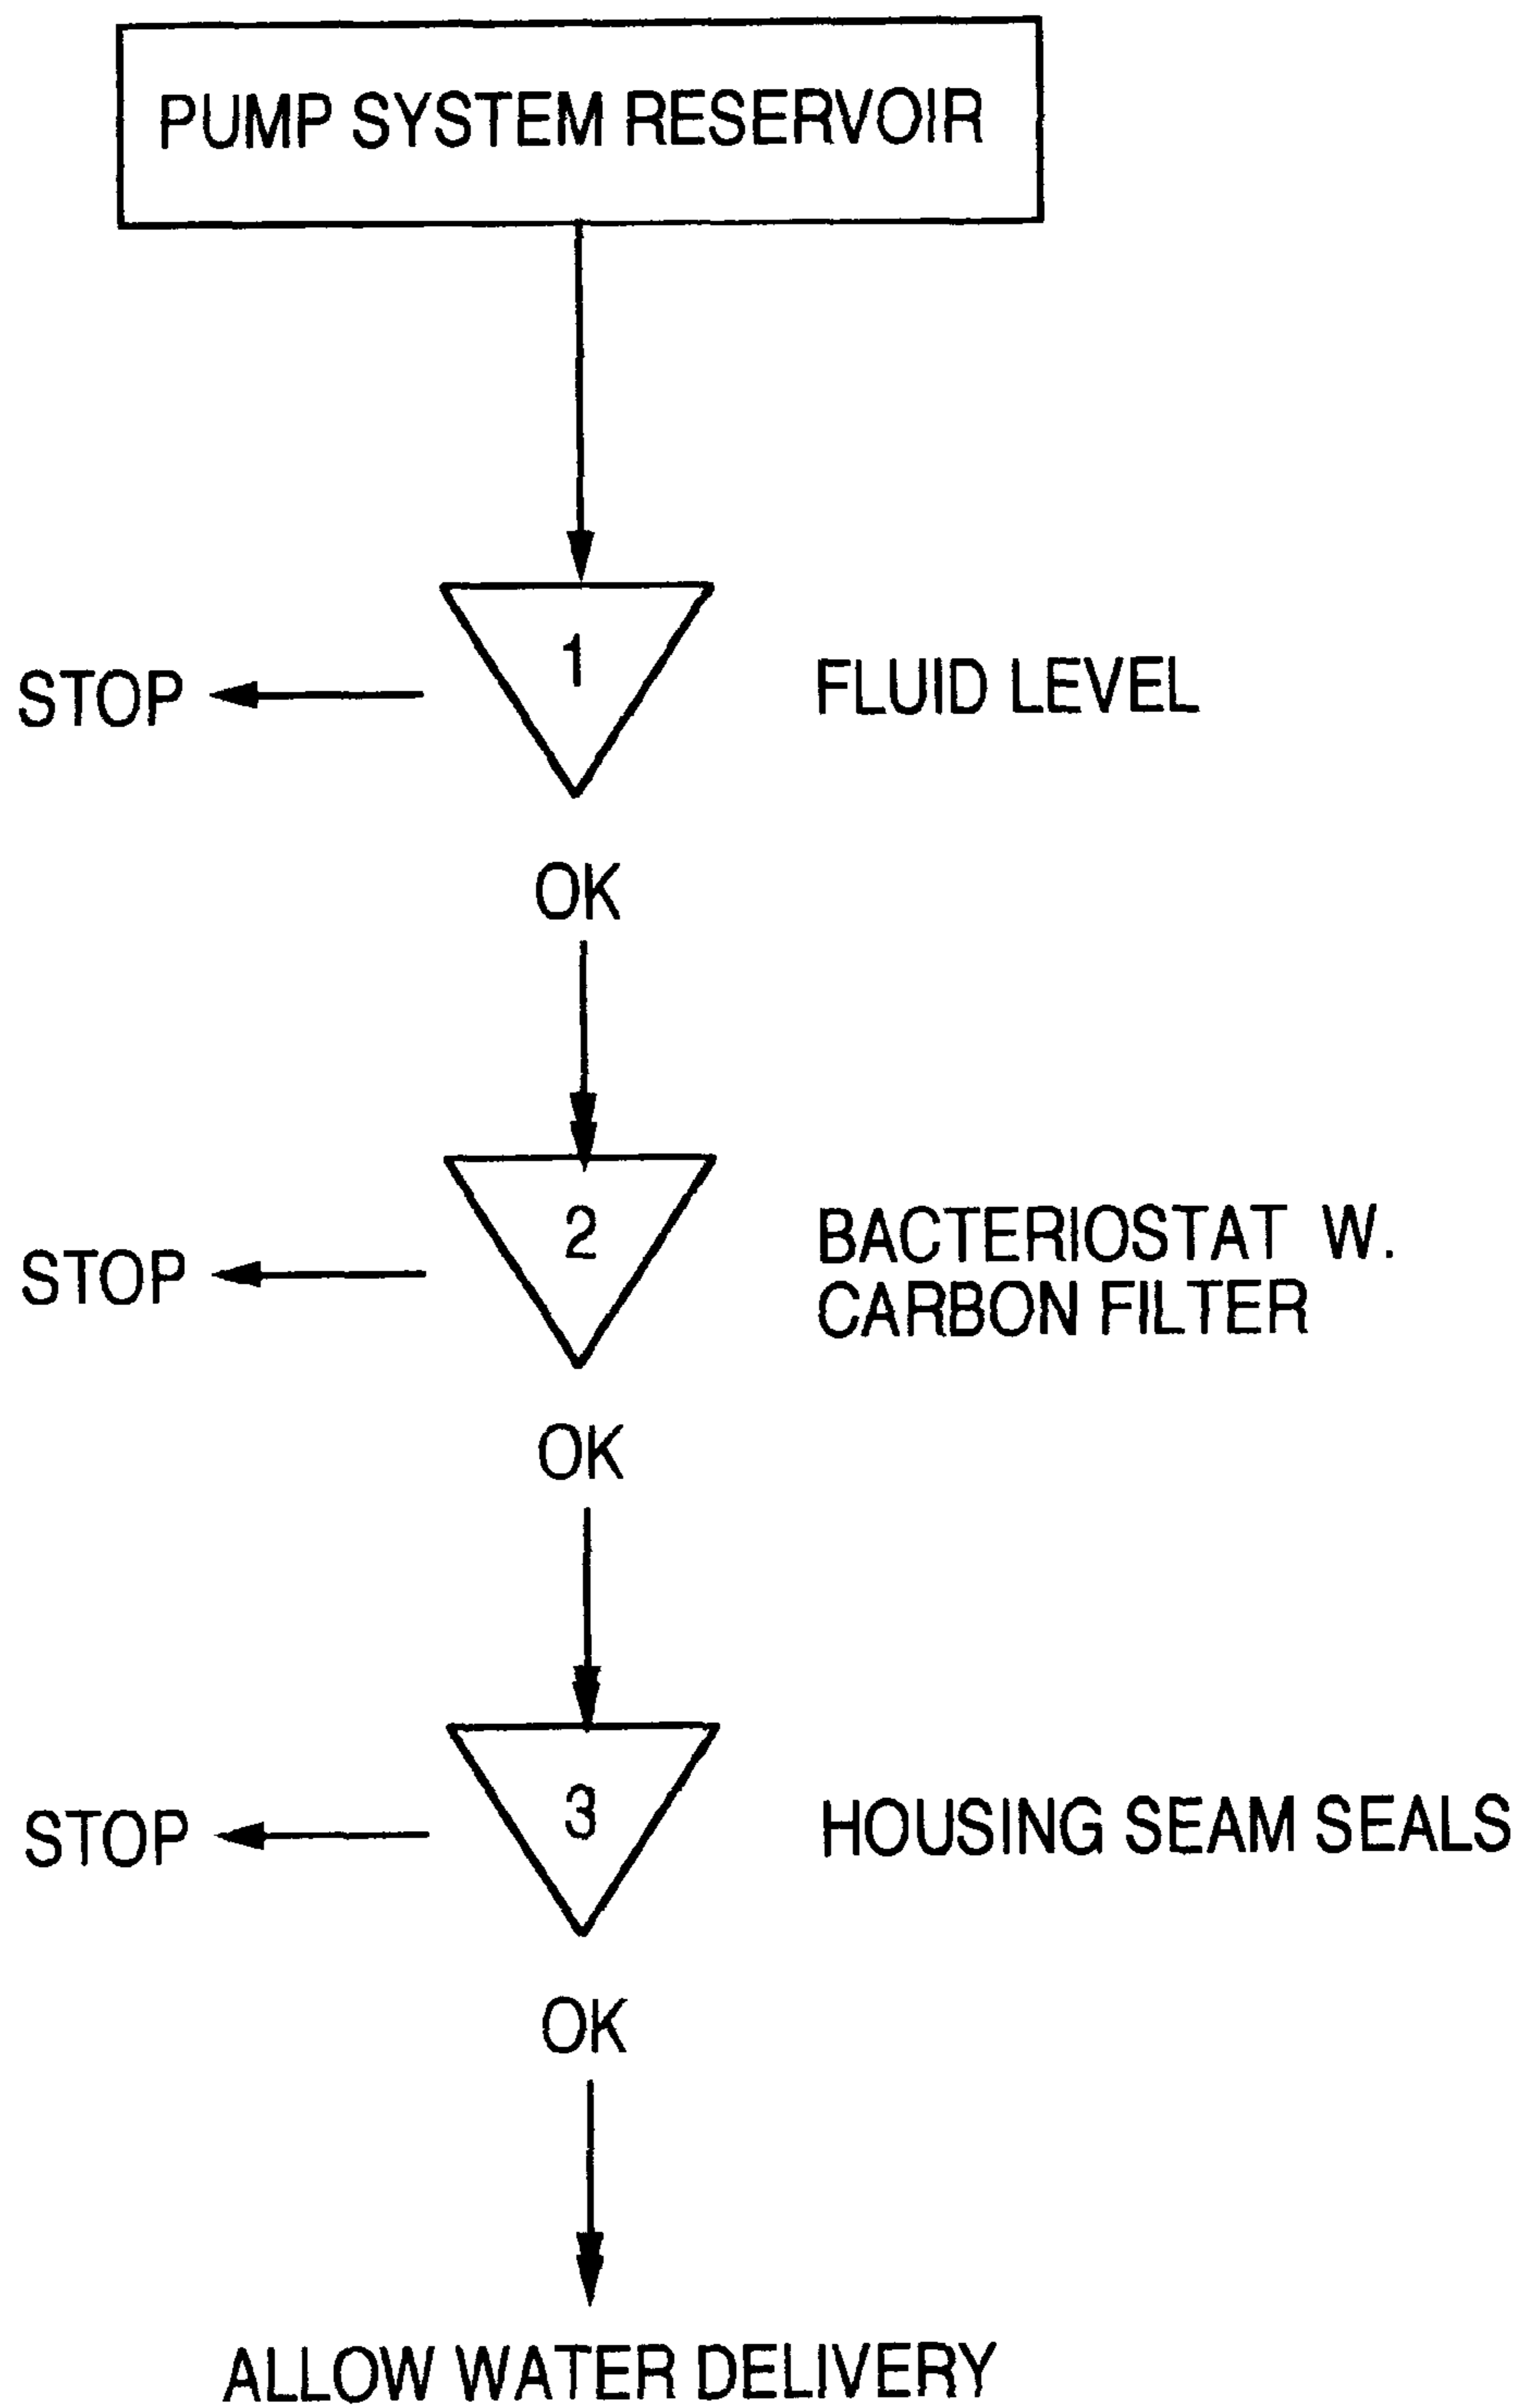 PUMP SYSTEM RESERVOIR
1
STOP
FLUID LEVEL
OK
2
STOP
BACTERIOSTAT W.
CARBON FILTER
OK
3
STOP
HOUSING SEAM SEALS
OK
ALLOW WATER DELIVERY